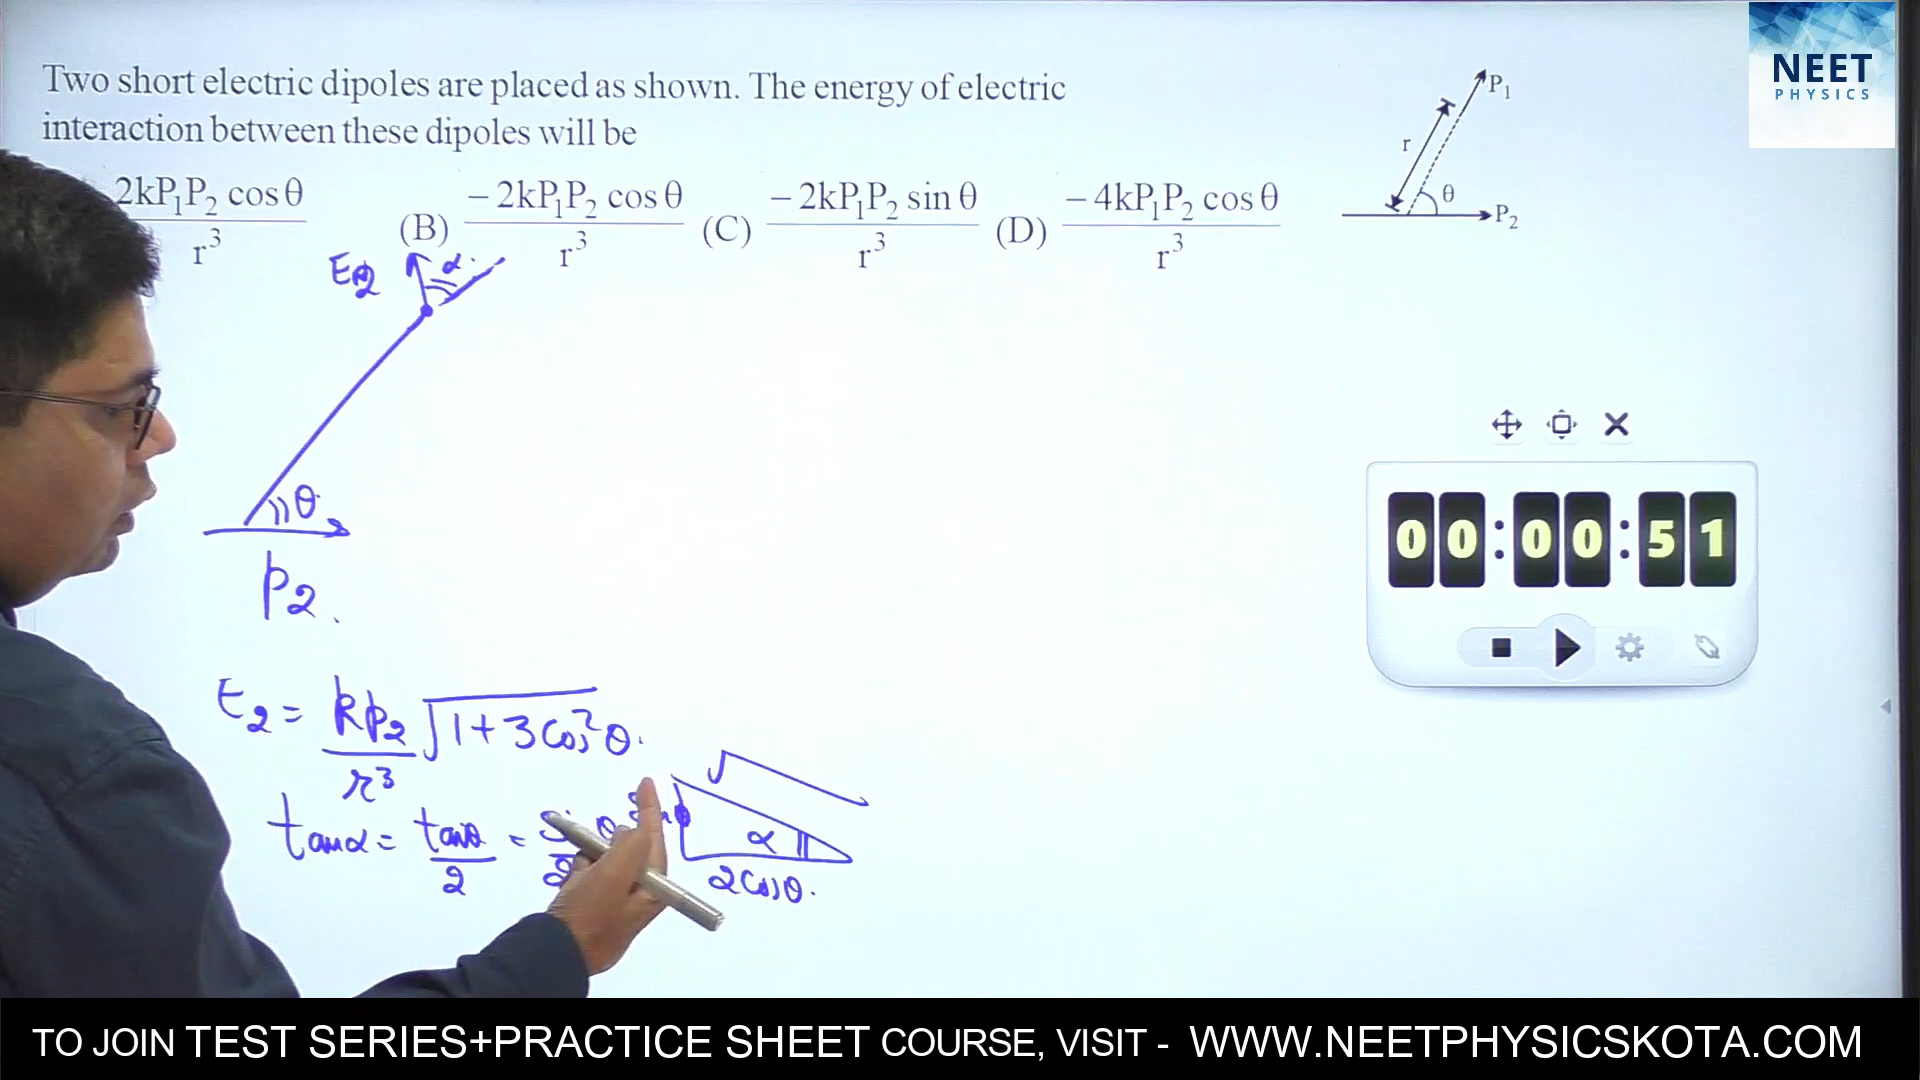 Two short electric dipoles are placed as shown. The energy of electric
interaction between these dipoles will be
2kP₁P₂ cos θ / r³
(B) −2kP₁P₂ cos θ / r³
(C) −2kP₁P₂ sin θ / r³
(D) −4kP₁P₂ cos θ / r³
P₁
r
θ
P₂
NEET
PHYSICS
E₂
α
θ
p₂
E₂ = kp₂/r³ √1+3cos²θ
tanα = tanθ/2 =
α
2cosθ
00:00:51
TO JOIN TEST SERIES+PRACTICE SHEET COURSE, VISIT - WWW.NEETPHYSICSKOTA.COM